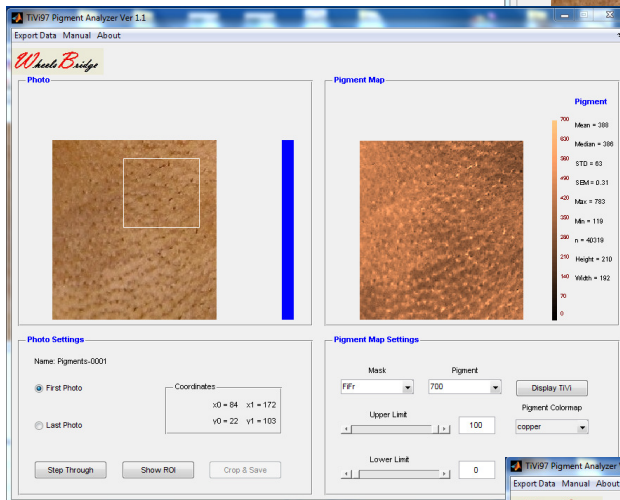 TiVi97 Pigment Analyzer Ver 1.1
Export Data Manual About
WheelsBridge
Photo
Pigment Map
Pigment
700
630
560
490
420
350
280
210
140
70
0
Mean = 388
Median = 386
STD = 63
SEM = 0.31
Max = 783
Min = 119
n = 40319
Height = 210
Width = 192
Photo Settings
Name: Pigments-0001
First Photo
Last Photo
Coordinates
x0 = 84 x1 = 172
y0 = 22 y1 = 103
Step Through Show ROI Crop & Save
Pigment Map Settings
Mask Pigment
FiFr 700 Display TiVi
Upper Limit
100
Pigment Colormap
copper
Lower Limit
0
TiVi97 Pigment Analyzer
Export Data Manual About